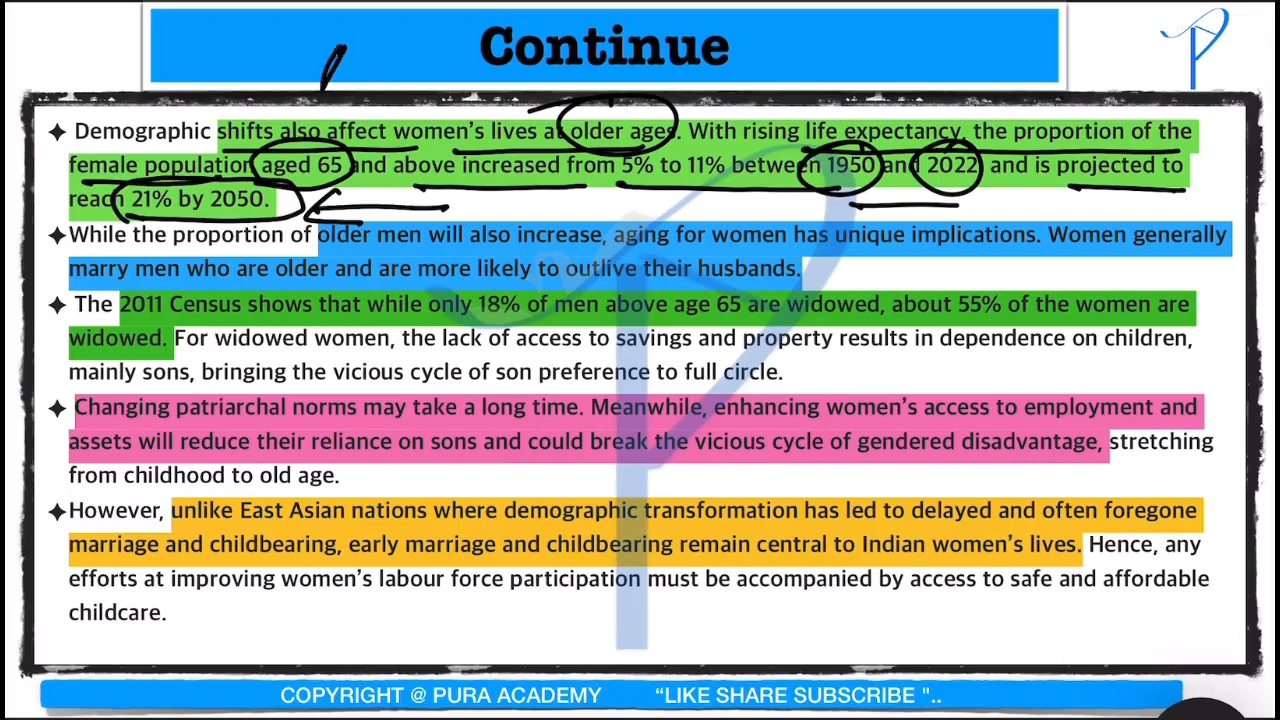 Continue
✦ Demographic shifts also affect women's lives at older ages. With rising life expectancy, the proportion of the
female population aged 65 and above increased from 5% to 11% between 1950 and 2022, and is projected to
reach 21% by 2050.
✦While the proportion of older men will also increase, aging for women has unique implications. Women generally
marry men who are older and are more likely to outlive their husbands.
✦ The 2011 Census shows that while only 18% of men above age 65 are widowed, about 55% of the women are
widowed. For widowed women, the lack of access to savings and property results in dependence on children,
mainly sons, bringing the vicious cycle of son preference to full circle.
✦ Changing patriarchal norms may take a long time. Meanwhile, enhancing women's access to employment and
assets will reduce their reliance on sons and could break the vicious cycle of gendered disadvantage, stretching
from childhood to old age.
✦However, unlike East Asian nations where demographic transformation has led to delayed and often foregone
marriage and childbearing, early marriage and childbearing remain central to Indian women's lives. Hence, any
efforts at improving women's labour force participation must be accompanied by access to safe and affordable
childcare.
COPYRIGHT @ PURA ACADEMY "LIKE SHARE SUBSCRIBE "..